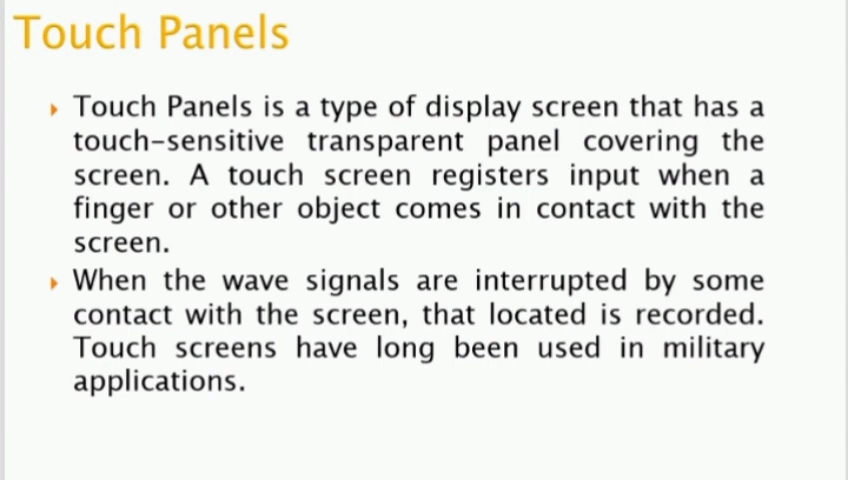 Touch Panels
Touch Panels is a type of display screen that has a
touch-sensitive transparent panel covering the
screen. A touch screen registers input when a
finger or other object comes in contact with the
screen.
When the wave signals are interrupted by some
contact with the screen, that located is recorded.
Touch screens have long been used in military
applications.